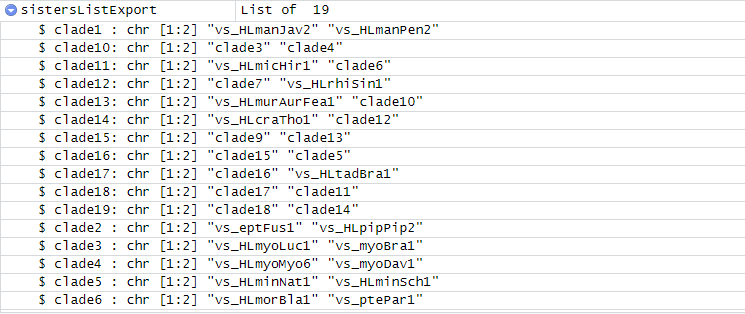 sistersListExport List of 19
$ clade1 : chr [1:2] "vs_HLmanJav2" "vs_HLmanPen2"
$ clade10: chr [1:2] "clade3" "clade4"
$ clade11: chr [1:2] "vs_HLmicHir1" "clade6"
$ clade12: chr [1:2] "clade7" "vs_HLrhiSin1"
$ clade13: chr [1:2] "vs_HLmurAurFea1" "clade10"
$ clade14: chr [1:2] "vs_HLcraTho1" "clade12"
$ clade15: chr [1:2] "clade9" "clade13"
$ clade16: chr [1:2] "clade15" "clade5"
$ clade17: chr [1:2] "clade16" "vs_HLtadBra1"
$ clade18: chr [1:2] "clade17" "clade11"
$ clade19: chr [1:2] "clade18" "clade14"
$ clade2 : chr [1:2] "vs_eptFus1" "vs_HLpipPip2"
$ clade3 : chr [1:2] "vs_HLmyoLuc1" "vs_myoBra1"
$ clade4 : chr [1:2] "vs_HLmyoMyo6" "vs_myoDav1"
$ clade5 : chr [1:2] "vs_HLminNat1" "vs_HLminSch1"
$ clade6 : chr [1:2] "vs_HLmorBla1" "vs_ptePar1"